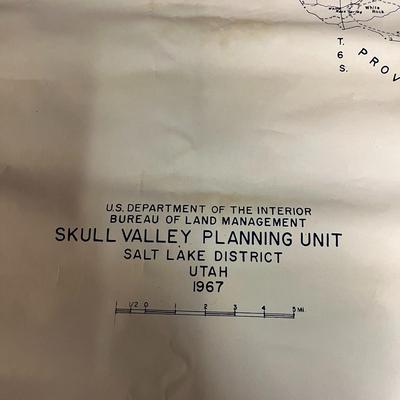 White
Rock
T.
6
S.
PROV
U.S. DEPARTMENT OF THE INTERIOR
BUREAU OF LAND MANAGEMENT
SKULL VALLEY PLANNING UNIT
SALT LAKE DISTRICT
UTAH
1967
1 1/2 0 1 2 3 4 5 Mi.